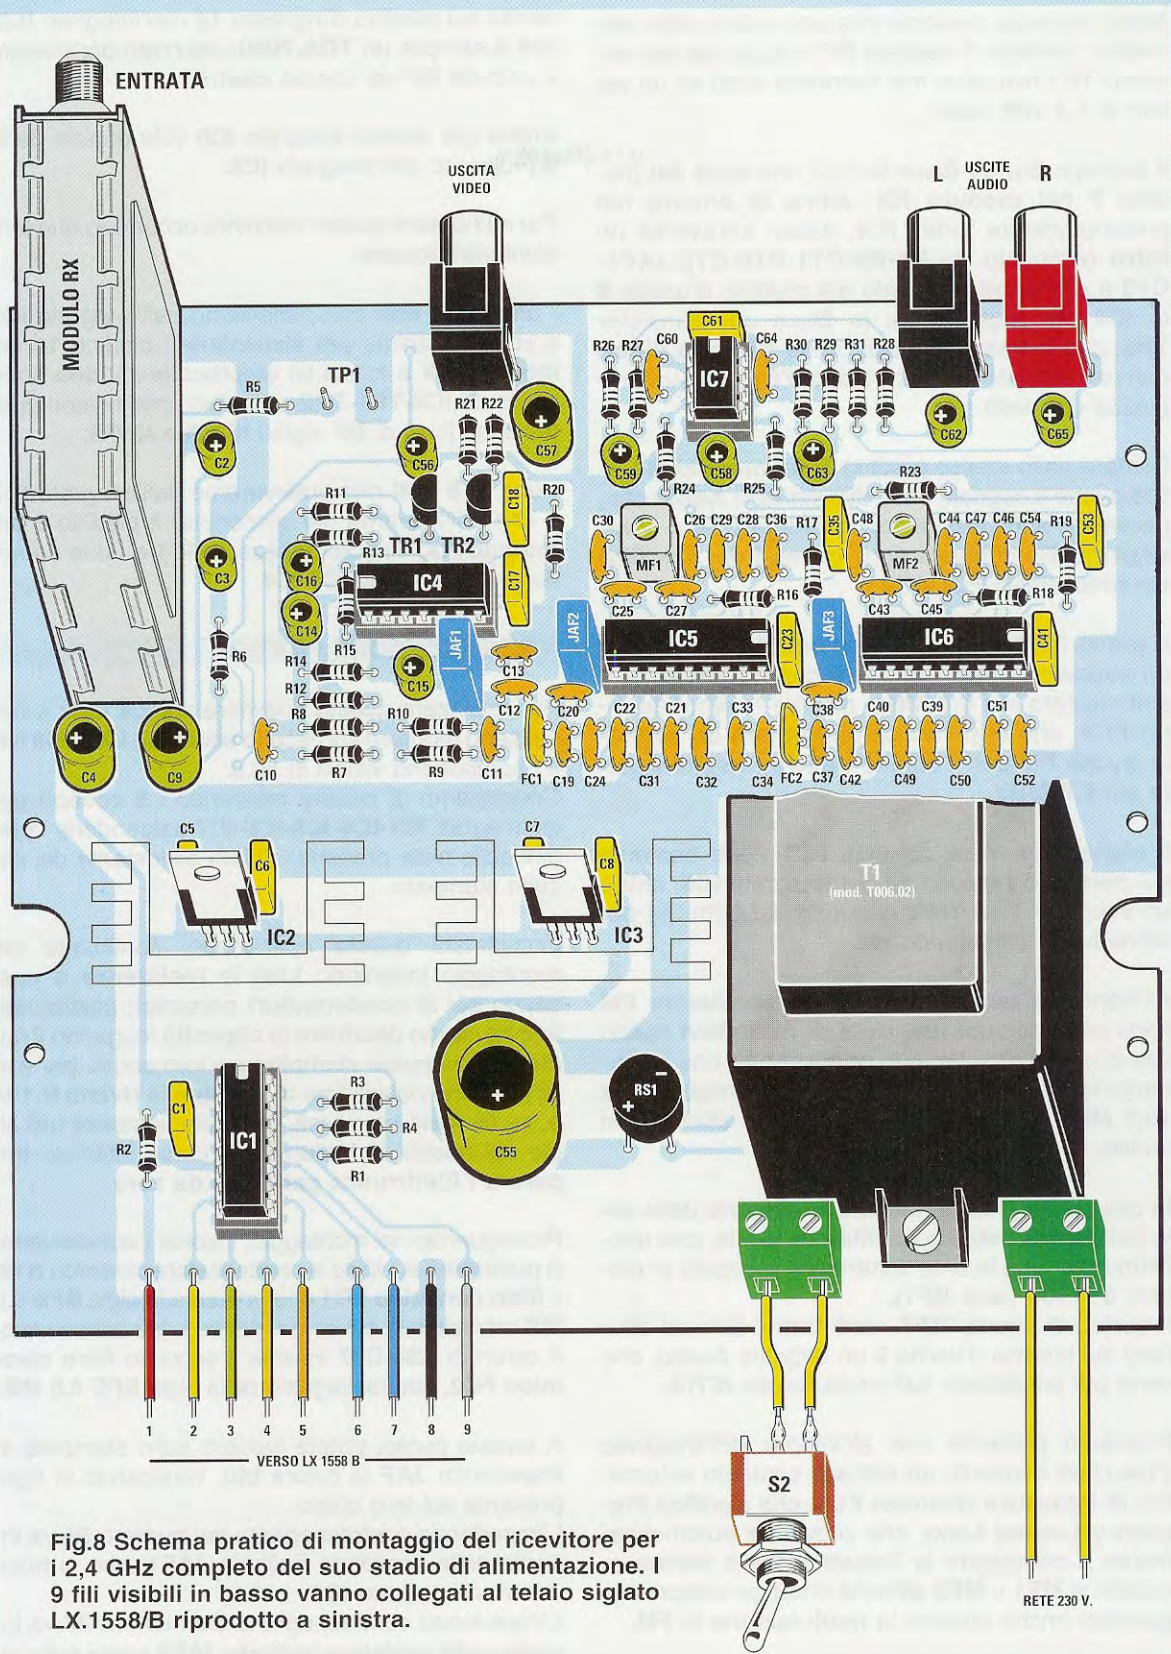 ENTRATA
MODULO RX
USCITA
VIDEO
L USCITE R
AUDIO
R5
TP1
R21 R22
C57
R26 R27
C60
C61
IC7
C64
R30 R29 R31 R28
C2
C56
C59
R24
C58
R25
C63
C62
C65
R11
C18
R20
C30
MF1
C26 C29 C28 C36
R17
C35
C48
R23
MF2
C44 C47 C46 C54
R19
C53
TR1 TR2
C3
C16
R13
IC4
C17
C25
C27
R16
C43
C45
R18
C14
R15
JAF1
JAF2
IC5
C23
JAF3
IC6
C41
R6
R14
C15
C13
R12
C12
C20
C22
C21
C33
C38
C40
C39
C51
R8
R10
C4
C9
C10
R7
R9
C11
FC1
C19
C24
C31
C32
C34
FC2
C37
C42
C49
C50
C52
C5
C6
IC2
C7
C8
IC3
T1
(mod. T006.02)
R2
C1
IC1
R3
R4
R1
C55
RS1
1 2 3 4 5 6 7 8 9
VERSO LX 1558 B
S2
RETE 230 V.
Fig.8 Schema pratico di montaggio del ricevitore per
i 2,4 GHz completo del suo stadio di alimentazione. I
9 fili visibili in basso vanno collegati al telaio siglato
LX.1558/B riprodotto a sinistra.